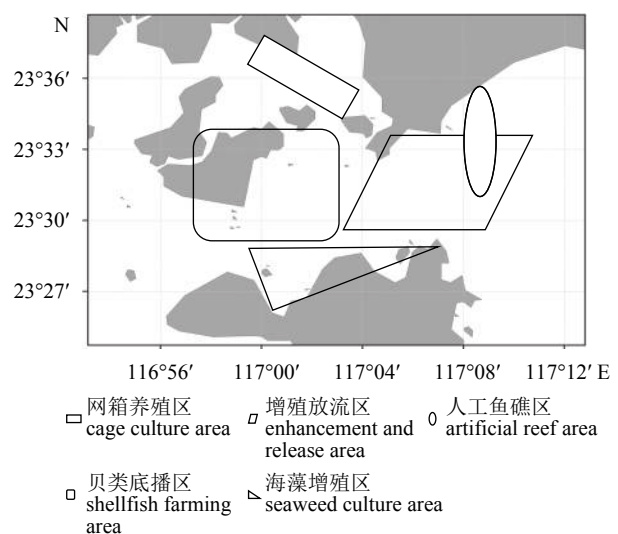 N
23°36′
23°33′
23°30′
23°27′
116°56′ 117°00′ 117°04′ 117°08′ 117°12′ E
网箱养殖区
cage culture area
增殖放流区
enhancement and
release area
人工鱼礁区
artificial reef area
贝类底播区
shellfish farming
area
海藻增殖区
seaweed culture area